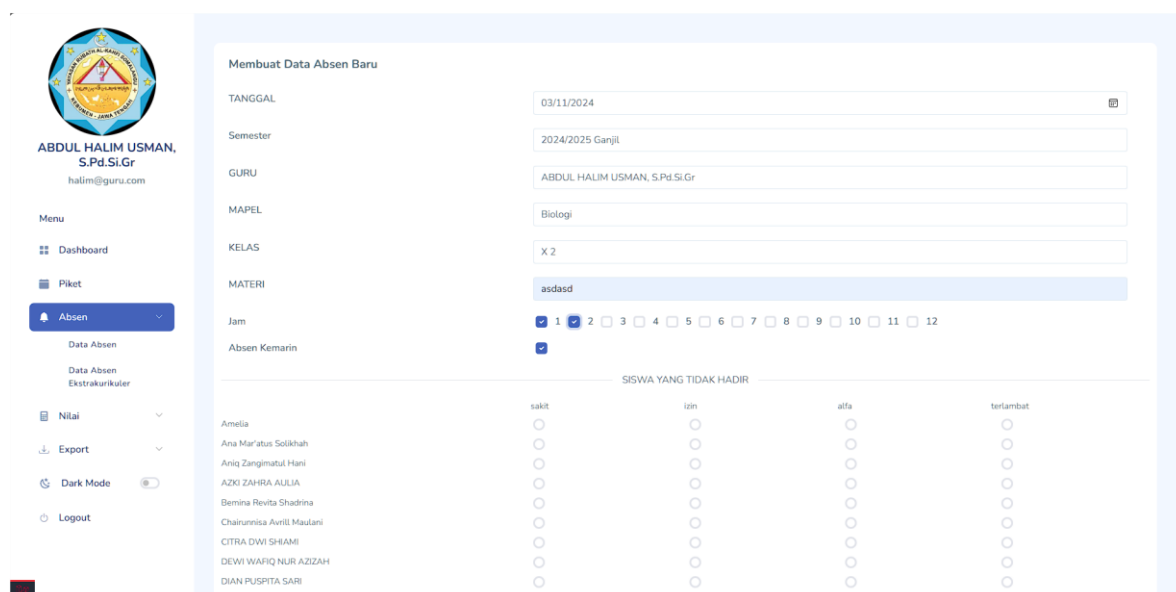 ABDUL HALIM USMAN,
S.Pd.Si.Gr
halim@guru.com
Menu
Dashboard
Piket
Absen
Data Absen
Data Absen
Ekstrakurikuler
Nilai
Export
Dark Mode
Logout
Membuat Data Absen Baru
TANGGAL 03/11/2024
Semester 2024/2025 Ganjil
GURU ABDUL HALIM USMAN, S.Pd.Si.Gr
MAPEL Biologi
KELAS X 2
MATERI asdasd
Jam 1 2 3 4 5 6 7 8 9 10 11 12
Absen Kemarin
SISWA YANG TIDAK HADIR
sakit izin alfa terlambat
Amelia
Ana Mar'atus Solikhah
Aniq Zangimatul Hani
AZKI ZAHRA AULIA
Bemina Revita Shadrina
Chairunnisa Avrill Maulani
CITRA DWI SHIAMI
DEWI WAFIQ NUR AZIZAH
DIAN PUSPITA SARI